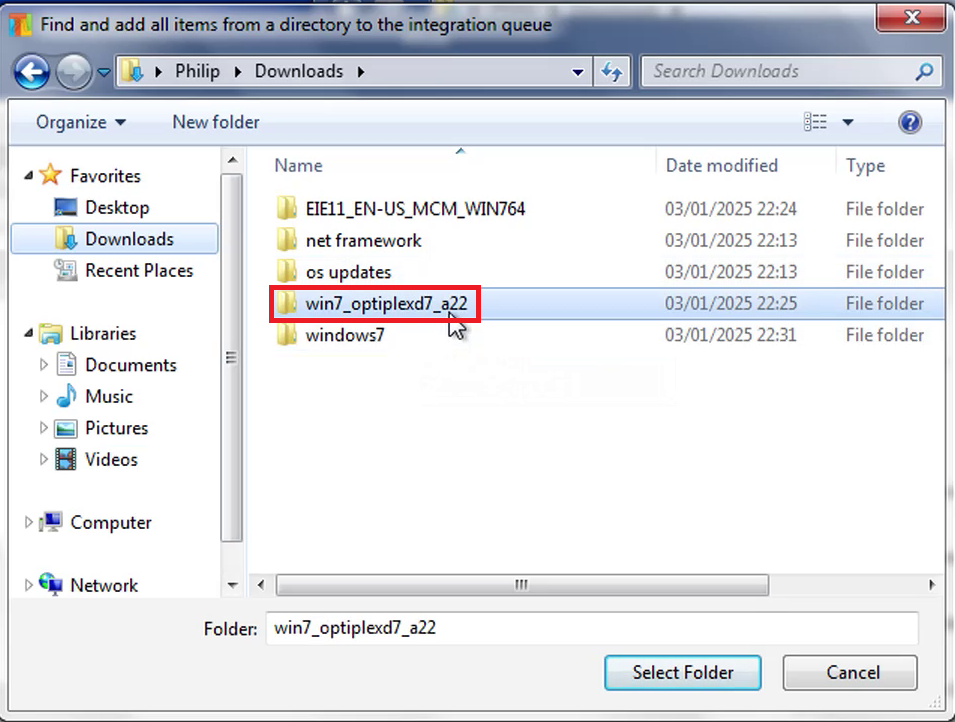 Find and add all items from a directory to the integration queue
Philip Downloads
Search Downloads
Organize New folder
Name Date modified Type
Favorites
Desktop
Downloads
Recent Places
Libraries
Documents
Music
Pictures
Videos
Computer
Network
EIE11_EN-US_MCM_WIN764 03/01/2025 22:24 File folder
net framework 03/01/2025 22:13 File folder
os updates 03/01/2025 22:13 File folder
win7_optiplexd7_a22 03/01/2025 22:25 File folder
windows7 03/01/2025 22:31 File folder
Folder: win7_optiplexd7_a22
Select Folder Cancel